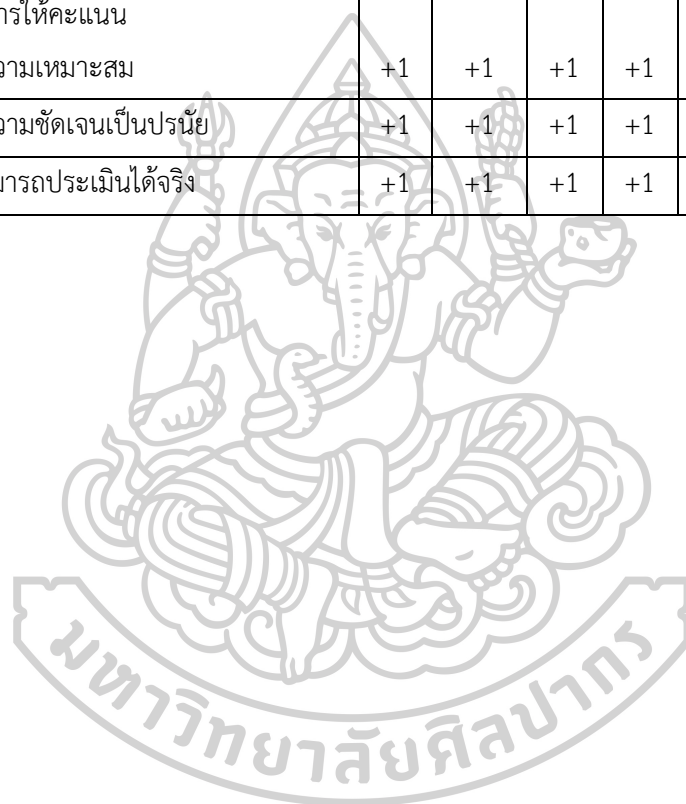 ารให้คะแนน
วามเหมาะสม +1 +1 +1 +1
วามชัดเจนเป็นปรนัย +1 +1 +1 +1
มารถประเมินได้จริง +1 +1 +1 +1
มหาวิทยาลัยศิลปากร